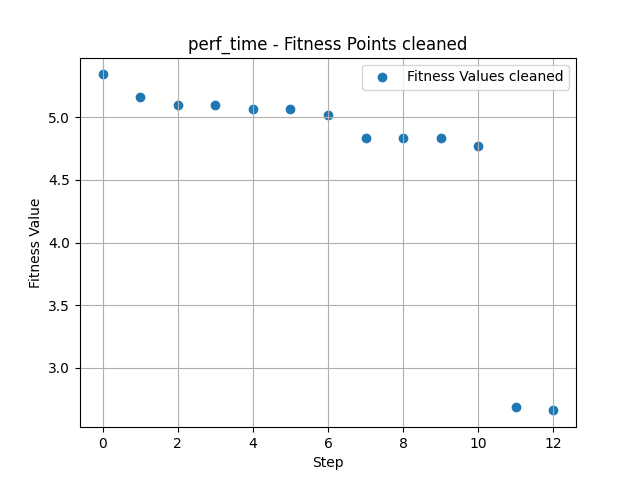 perf_time - Fitness Points cleaned
Fitness Values cleaned
Fitness Value
5.0
4.5
4.0
3.5
3.0
0 2 4 6 8 10 12
Step